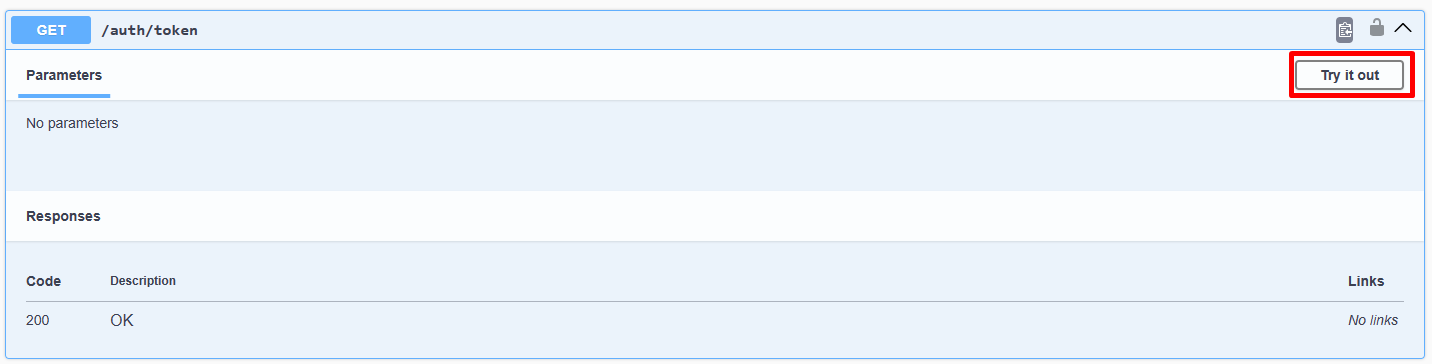 GET /auth/token
Parameters Try it out
No parameters
Responses
Code Description Links
200 OK No links